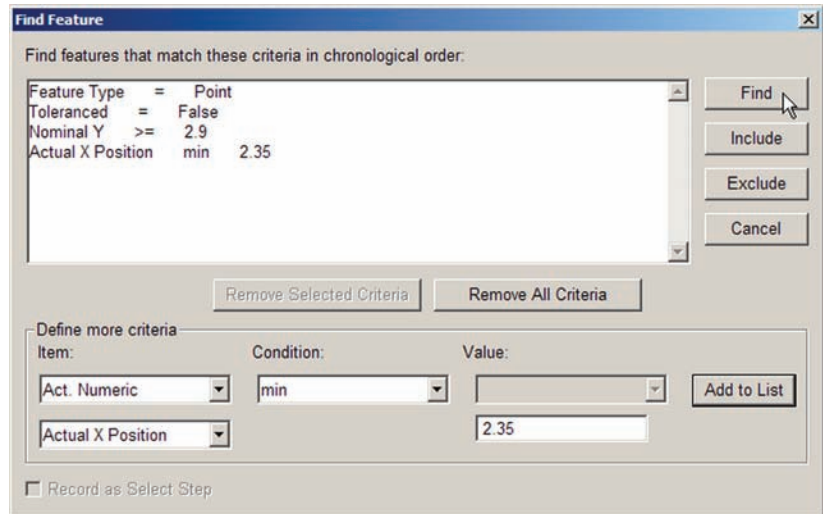 Find Feature
Find features that match these criteria in chronological order:
Feature Type = Point
Toleranced = False
Nominal Y >= 2.9
Actual X Position min 2.35
Find
Include
Exclude
Cancel
Remove Selected Criteria Remove All Criteria
Define more criteria
Item: Condition: Value:
Act. Numeric min Add to List
Actual X Position 2.35
Record as Select Step